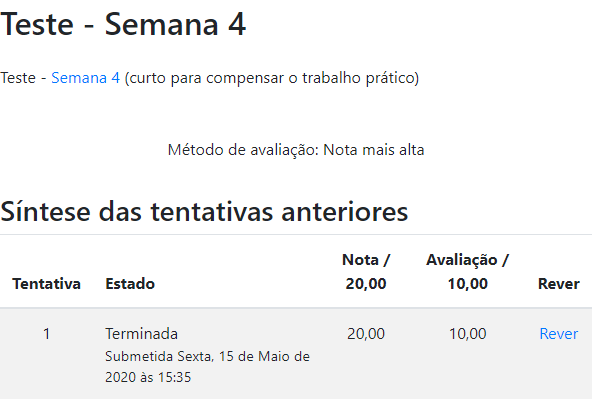 Teste - Semana 4
Teste - Semana 4 (curto para compensar o trabalho prático)
Método de avaliação: Nota mais alta
Síntese das tentativas anteriores
Tentativa Estado Nota / 20,00 Avaliação / 10,00 Rever
1 Terminada 20,00 10,00 Rever
Submetida Sexta, 15 de Maio de
2020 às 15:35